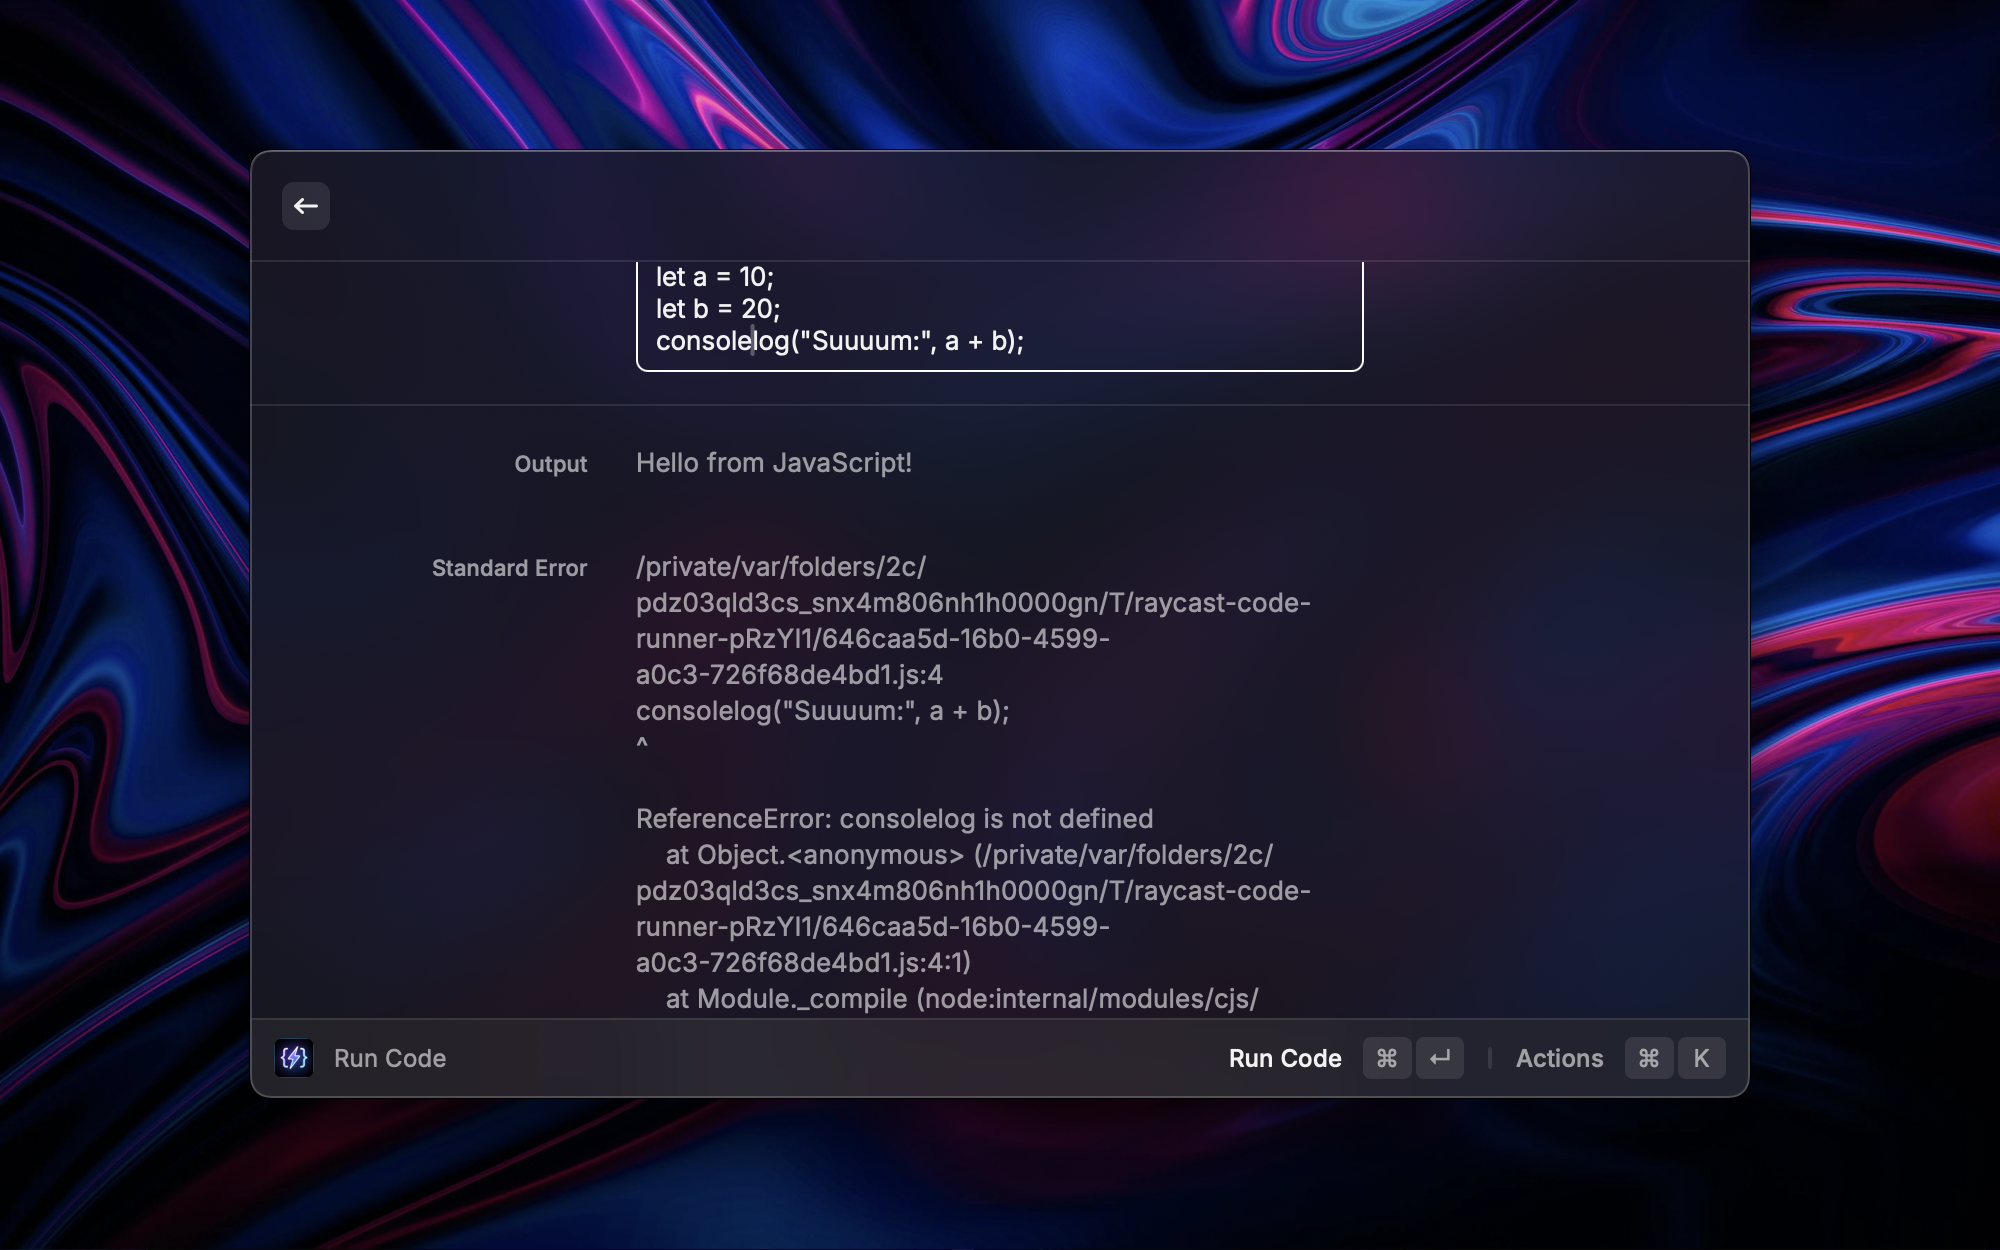 let a = 10;
let b = 20;
consolelog("Suuuum:", a + b);
Output
Hello from JavaScript!
Standard Error
/private/var/folders/2c/
pdz03qld3cs_snx4m806nh1h0000gn/T/raycast-code-
runner-pRzYI1/646caa5d-16b0-4599-
a0c3-726f68de4bd1.js:4
consolelog("Suuuum:", a + b);
^
ReferenceError: consolelog is not defined
    at Object.<anonymous> (/private/var/folders/2c/
pdz03qld3cs_snx4m806nh1h0000gn/T/raycast-code-
runner-pRzYI1/646caa5d-16b0-4599-
a0c3-726f68de4bd1.js:4:1)
    at Module._compile (node:internal/modules/cjs/
Run Code
Run Code ⌘ ↵ | Actions ⌘ K